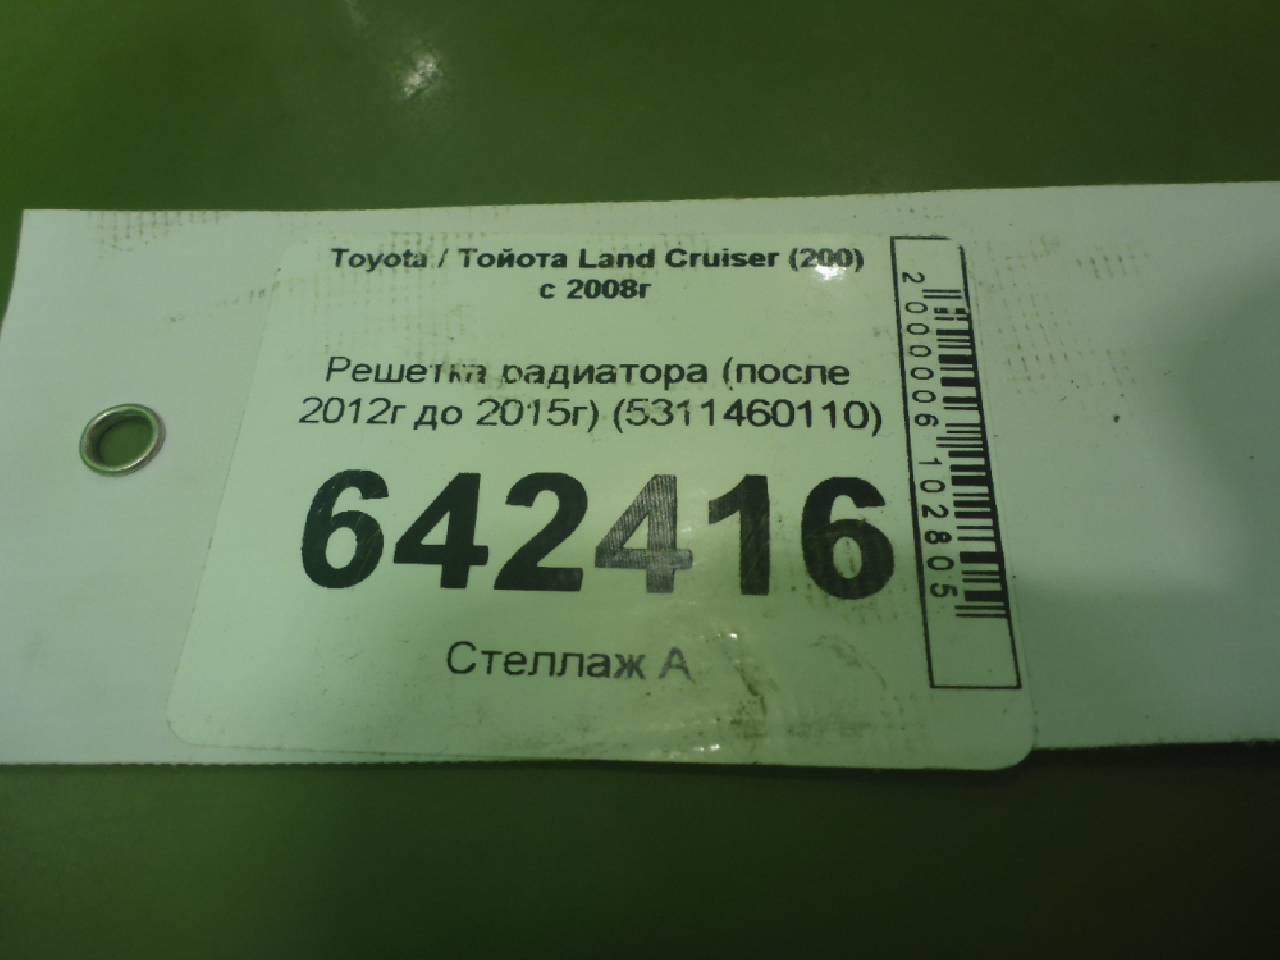 Toyota / Тойота Land Cruiser (200)
с 2008г
Решетка радиатора (после
2012г до 2015г) (5311460110)
642416
Стеллаж А
2000006102805